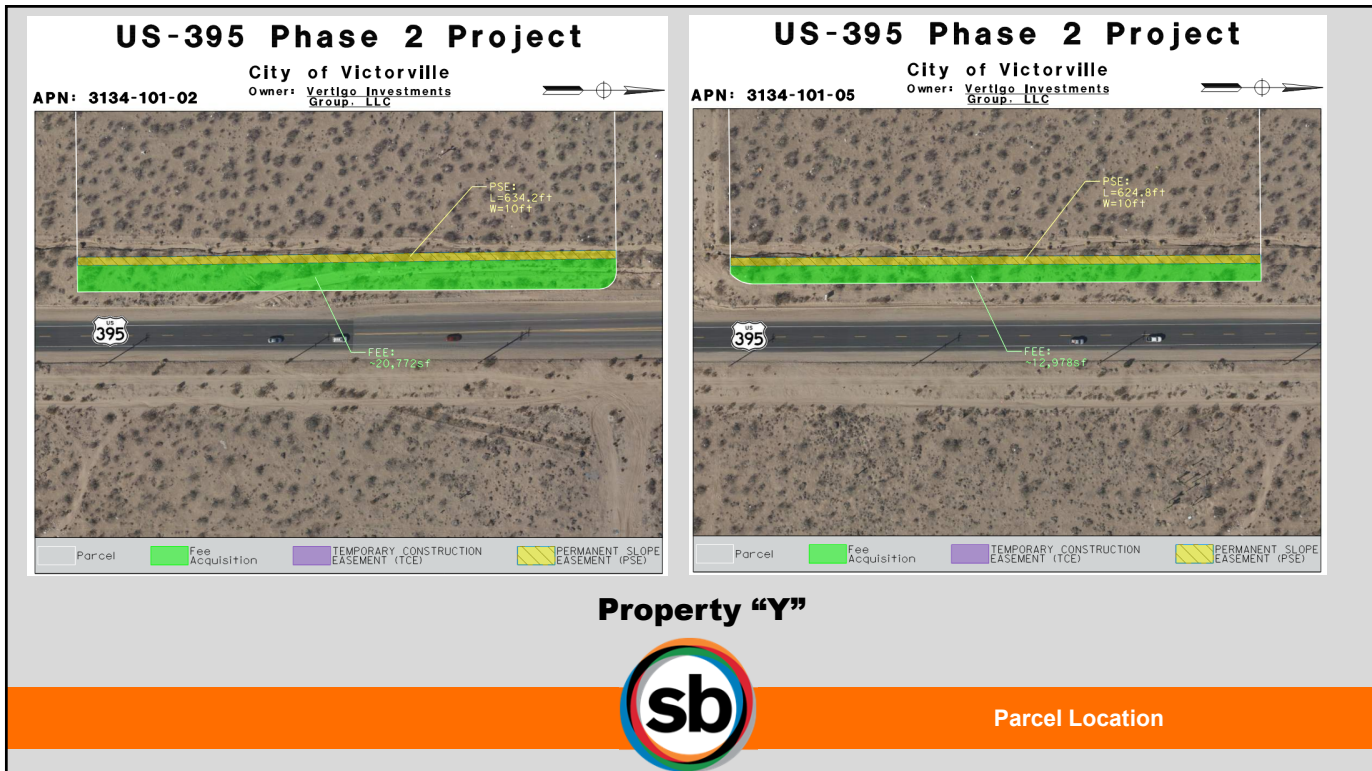 US-395 Phase 2 Project
City of Victorville
Owner: Vertigo Investments
Group, LLC
APN: 3134-101-02
PSE:
L=634.2ft
W=10ft
US
395
FEE:
~20,772sf
Parcel
Fee
Acquisition
TEMPORARY CONSTRUCTION
EASEMENT (TCE)
PERMANENT SLOPE
EASEMENT (PSE)
US-395 Phase 2 Project
City of Victorville
Owner: Vertigo Investments
Group, LLC
APN: 3134-101-05
PSE:
L=624.8ft
W=10ft
US
395
FEE:
~12,978sf
Parcel
Fee
Acquisition
TEMPORARY CONSTRUCTION
EASEMENT (TCE)
PERMANENT SLOPE
EASEMENT (PSE)
Property “Y”
sb
Parcel Location